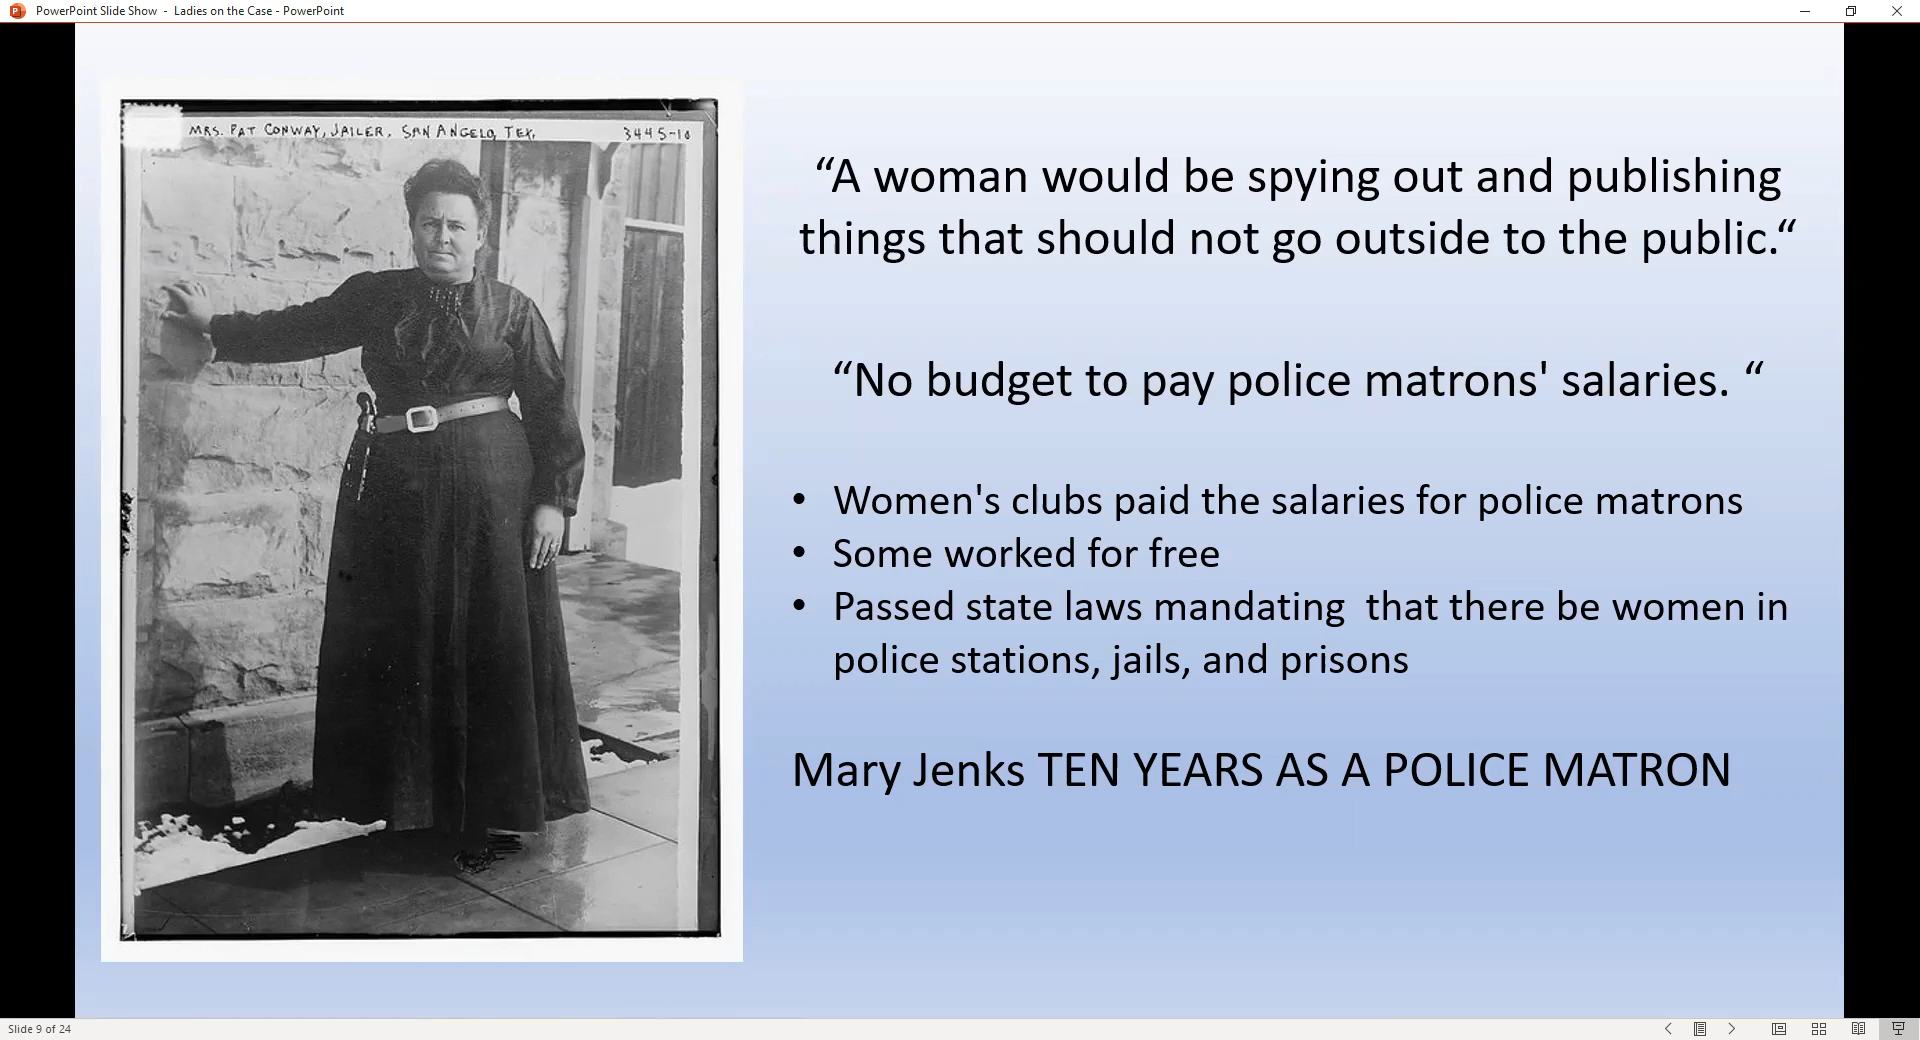 PowerPoint Slide Show - Ladies on the Case - PowerPoint
MRS. PAT CONWAY, JAILER, SAN ANGELO, TEX. 3445-10
“A woman would be spying out and publishing
things that should not go outside to the public.“
“No budget to pay police matrons' salaries. “
• Women's clubs paid the salaries for police matrons
• Some worked for free
• Passed state laws mandating  that there be women in
police stations, jails, and prisons
Mary Jenks TEN YEARS AS A POLICE MATRON
Slide 9 of 24